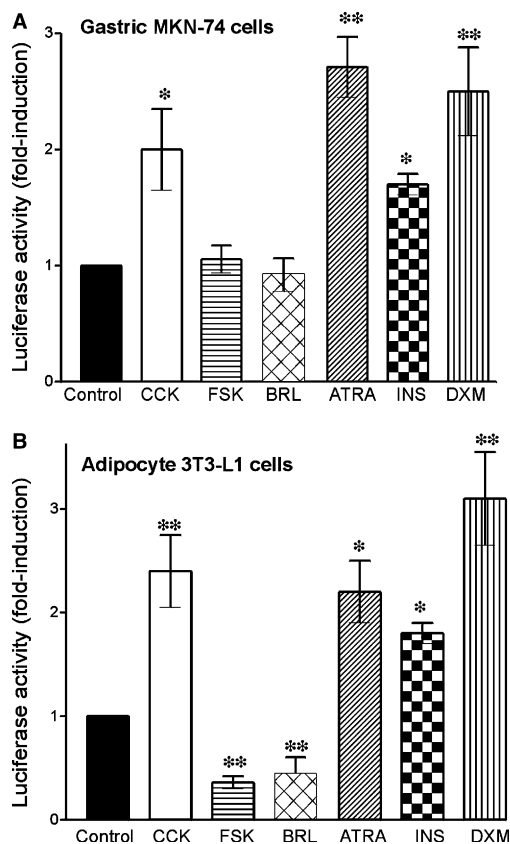 A
Gastric MKN-74 cells
Luciferase activity (fold-induction)
3
2
1
0
*
**
*
**
Control CCK FSK BRL ATRA INS DXM
B
Adipocyte 3T3-L1 cells
Luciferase activity (fold-induction)
3
2
1
0
**
**
**
*
*
**
Control CCK FSK BRL ATRA INS DXM